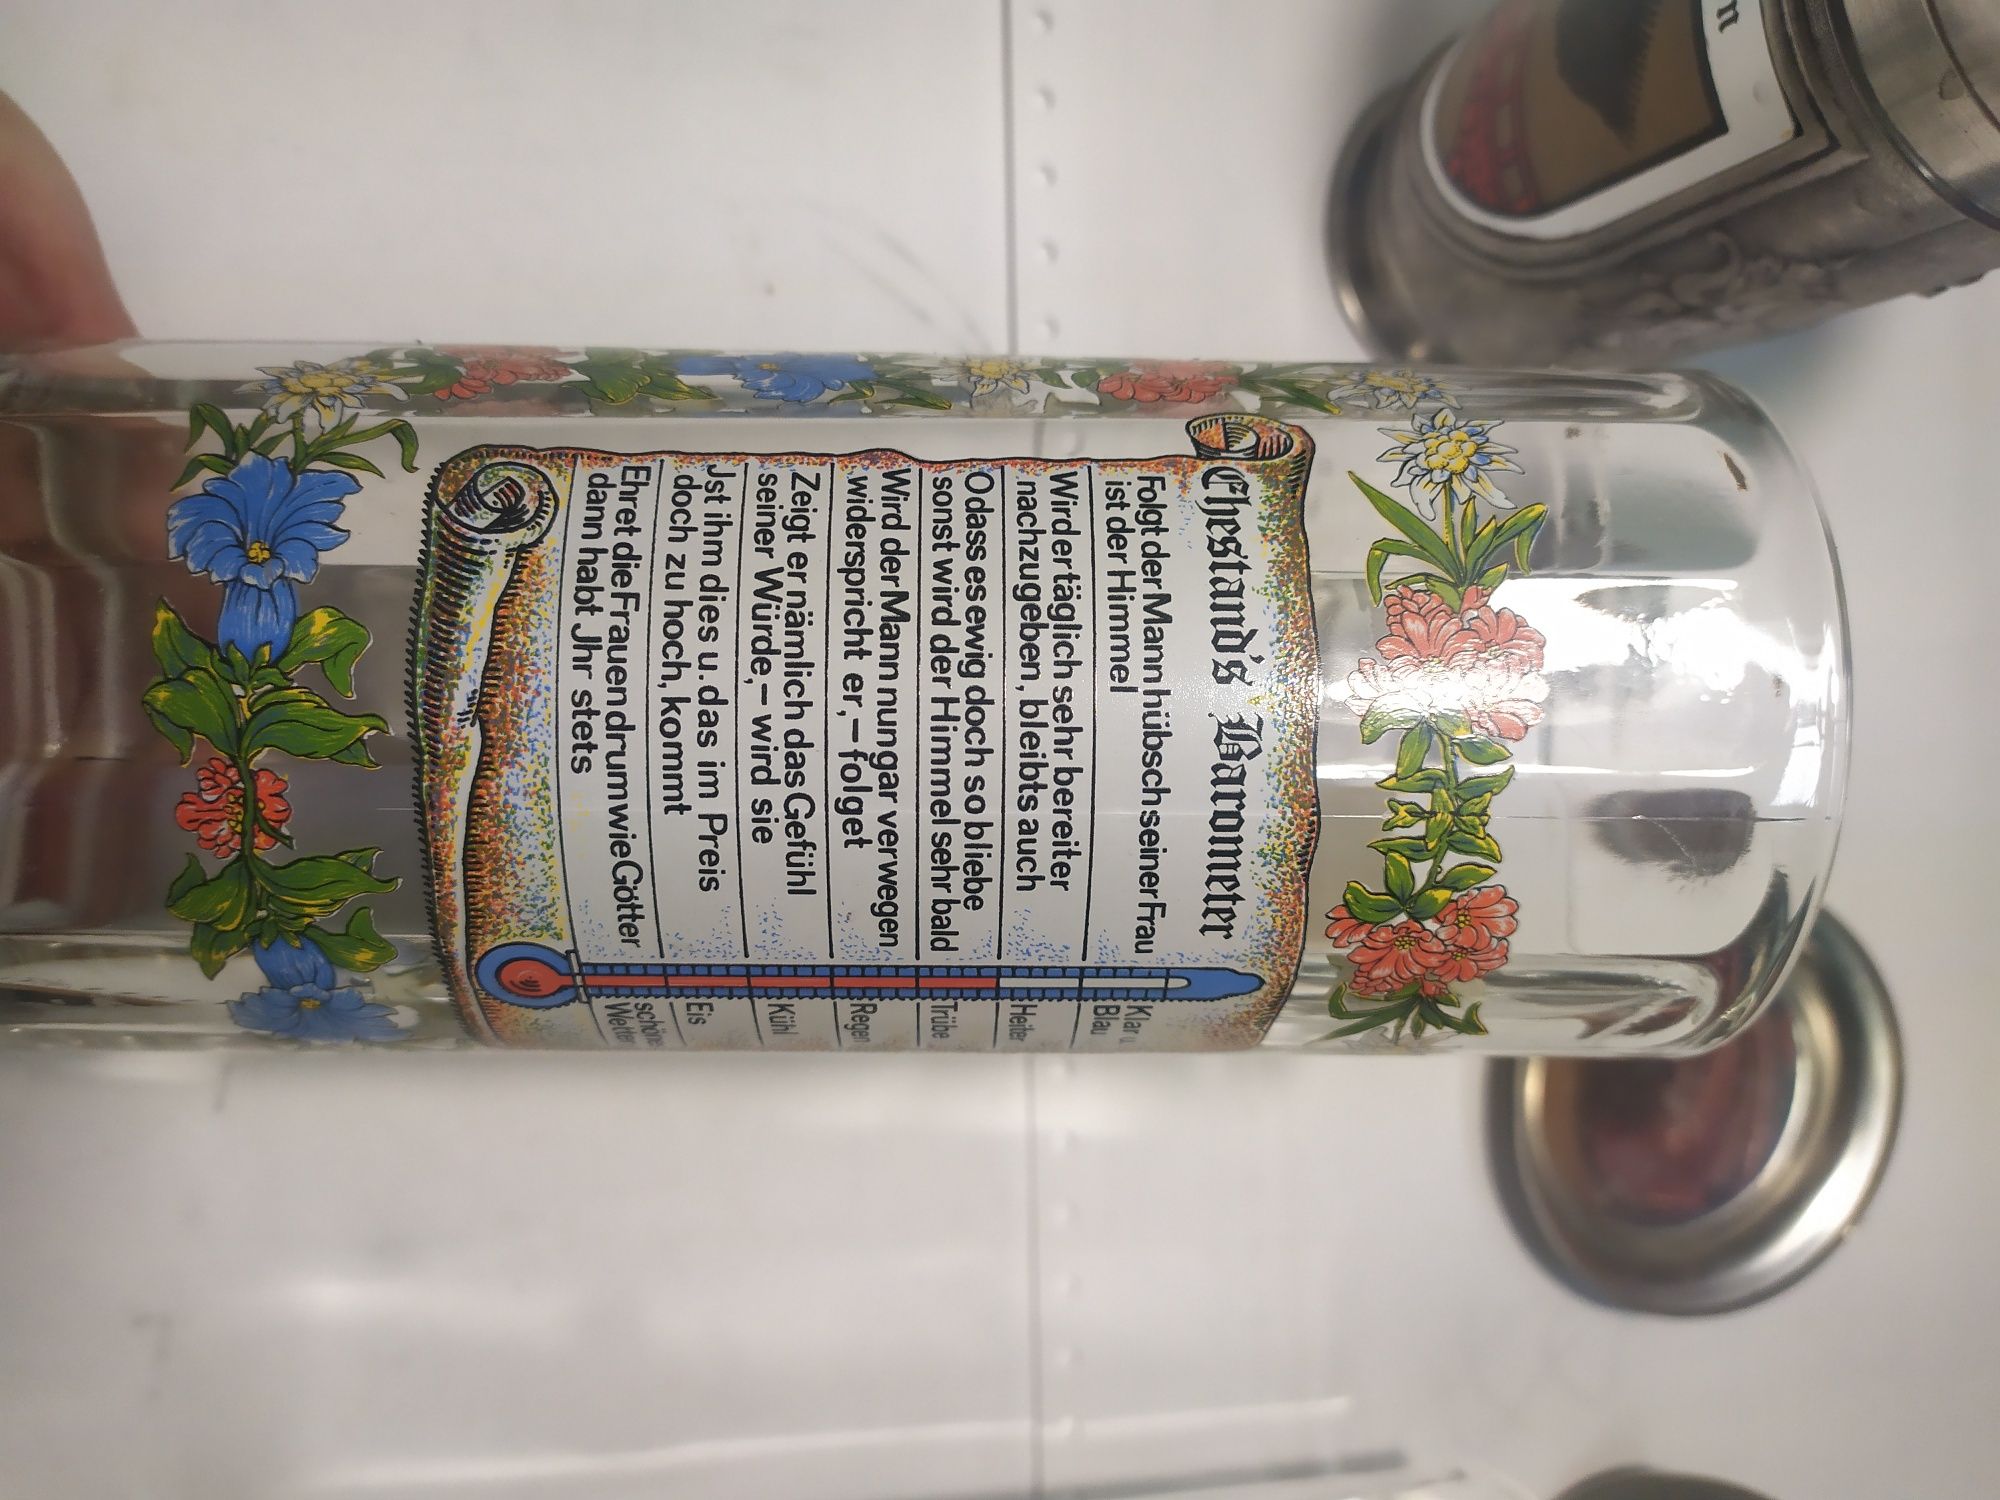 Ehestand's Barometer
Folgt der Mann hübsch seiner Frau
ist der Himmel
Klar u.
Blau
Wird er täglich sehr bereiter
nachzugeben, bleibts auch
Heiter
O dass es ewig doch so bliebe
sonst wird der Himmel sehr bald
Trübe
Wird der Mann nun gar verwegen
widerspricht er,– folget
Regen
Zeigt er nämlich das Gefühl
seiner Würde,– wird sie
Kühl
Jst ihm dies u. das im Preis
doch zu hoch, kommt
Eis
Ehret die Frauen drum wie Götter
dann habt Jhr stets
schöne
Wetter
n